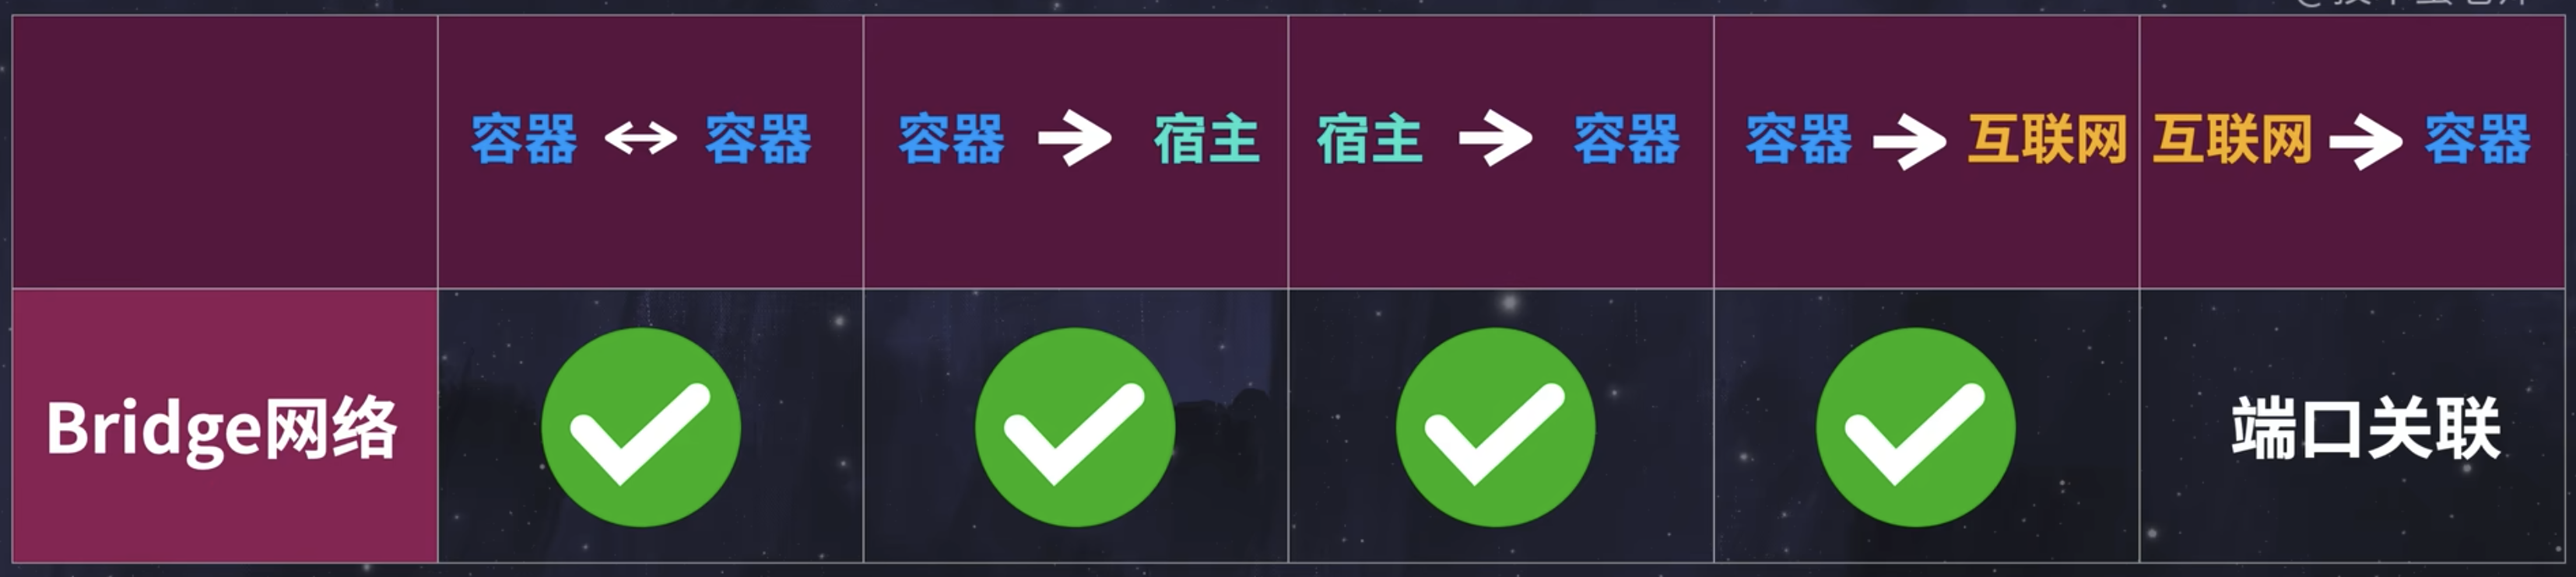 容器 ↔ 容器
容器 → 宿主
宿主 → 容器
容器 → 互联网
互联网 → 容器
Bridge网络
端口关联